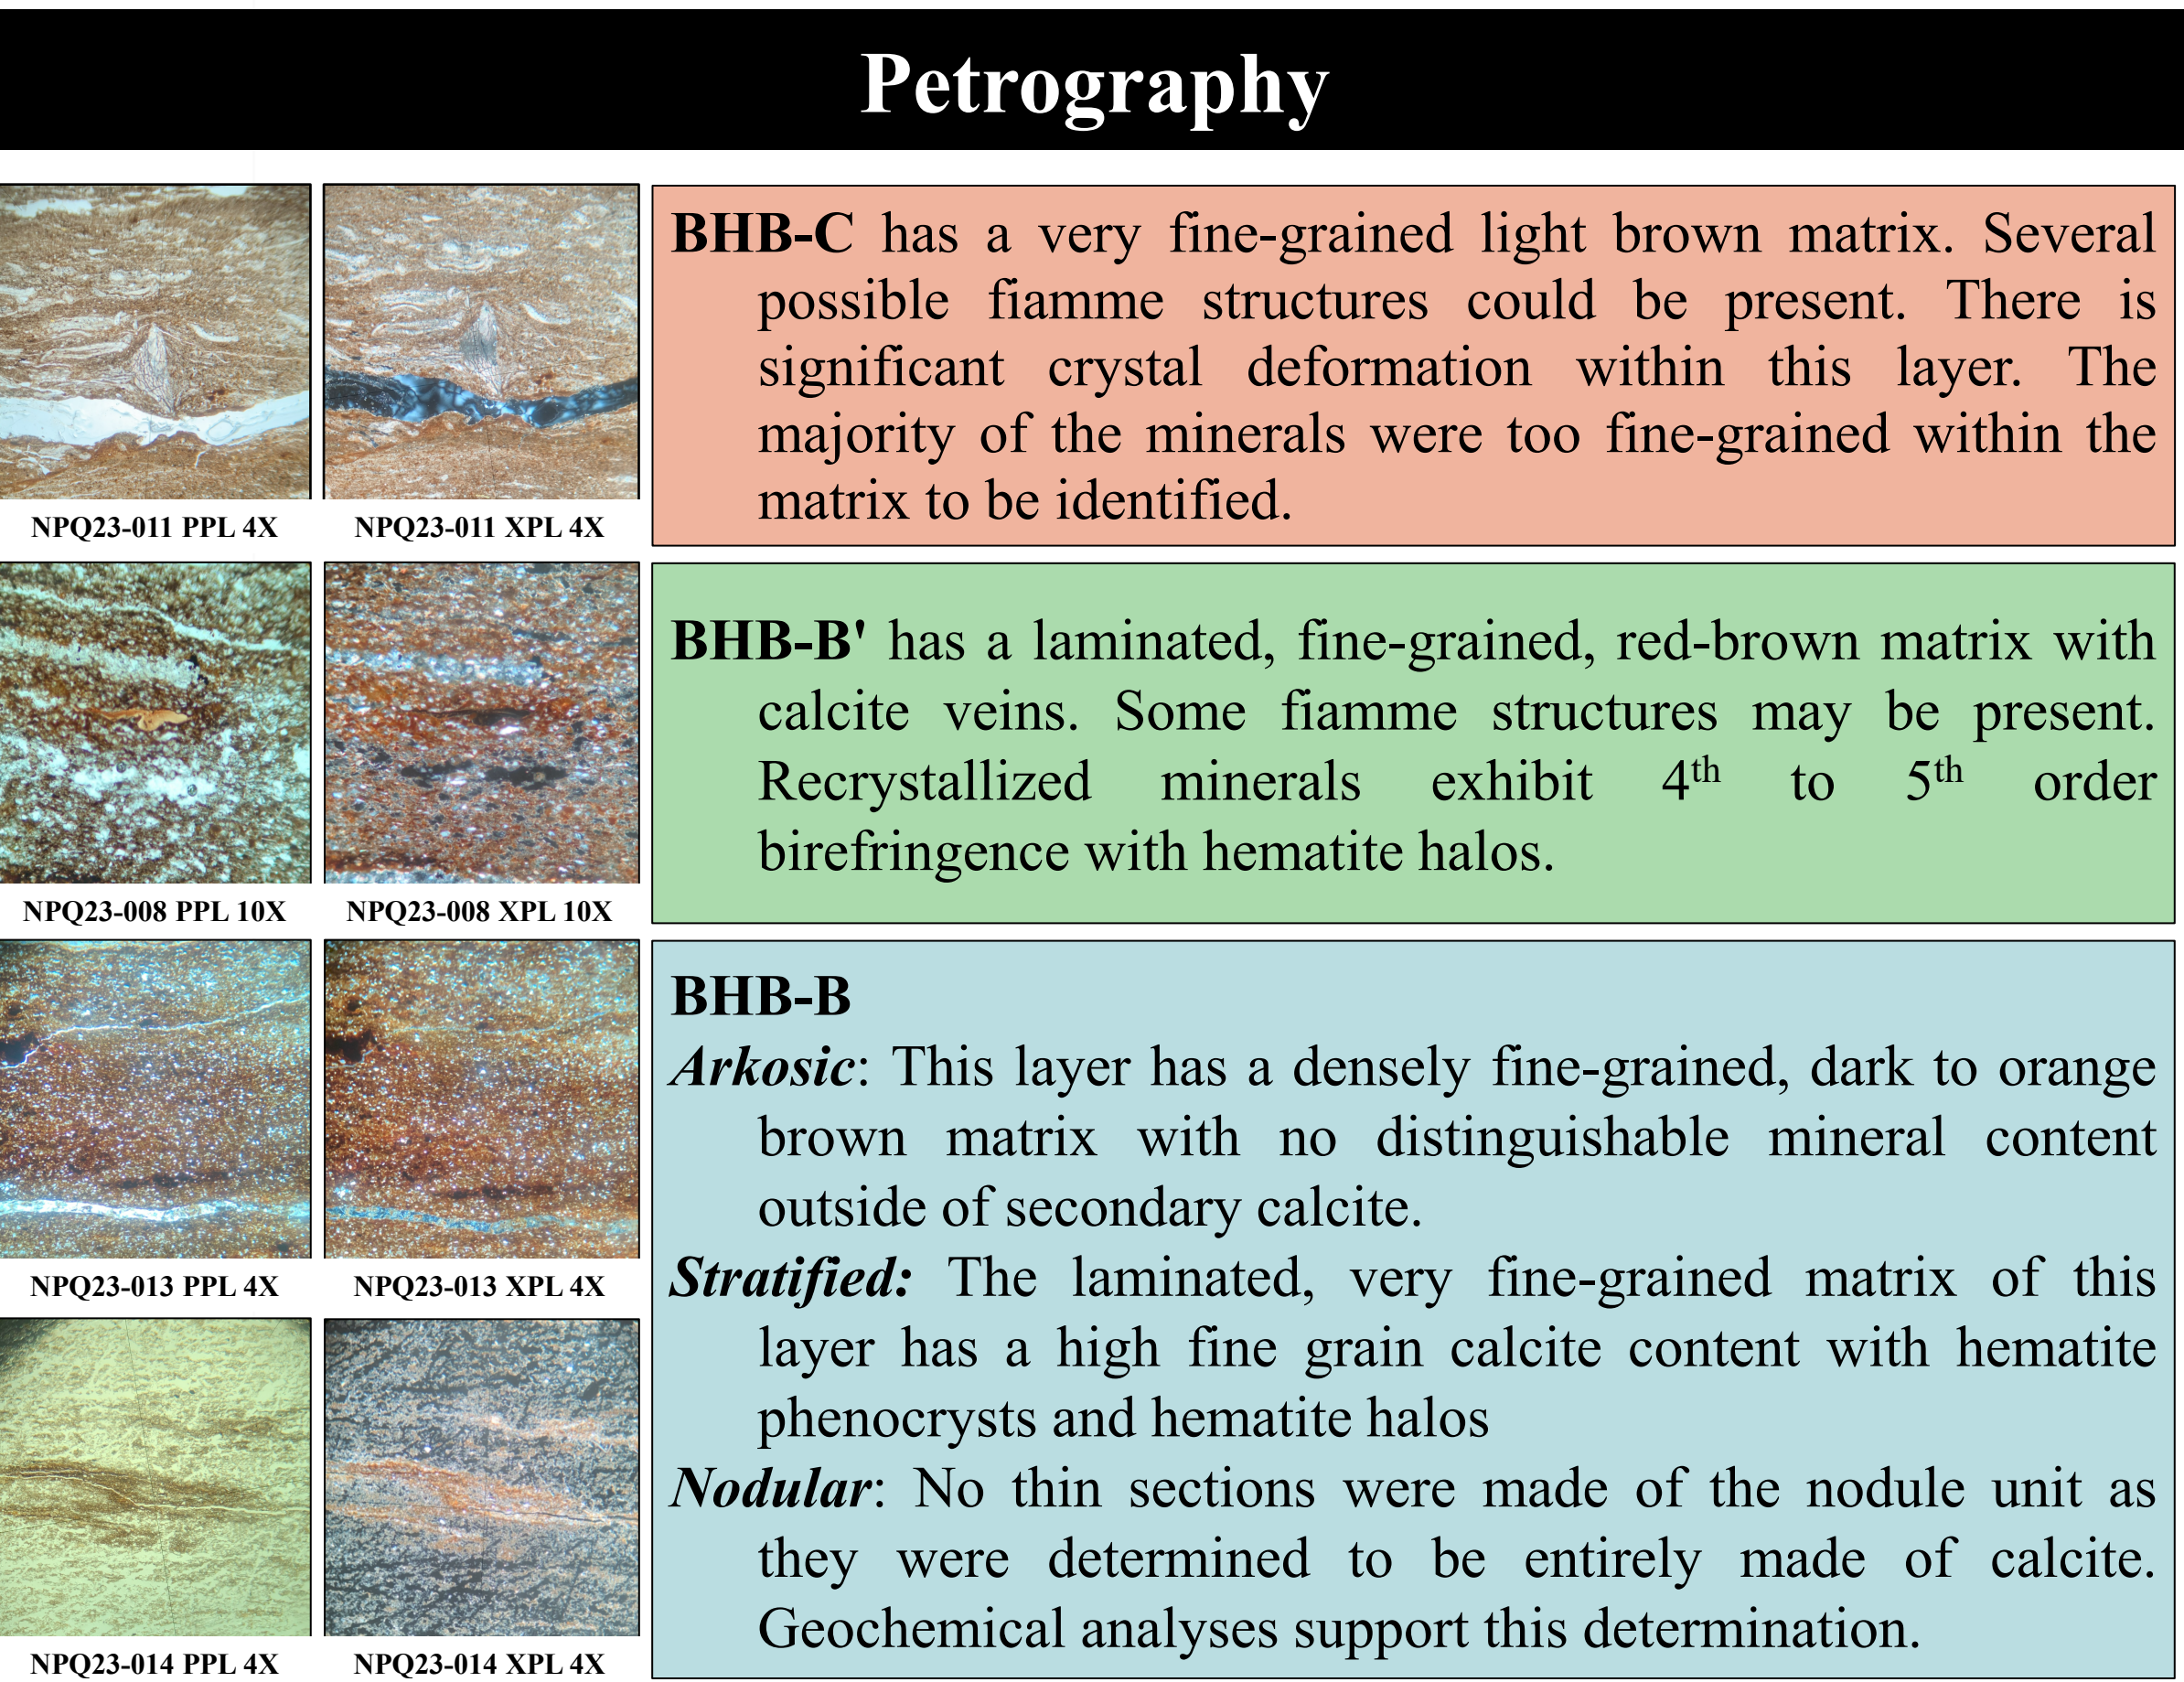 Petrography
BHB-C has a very fine-grained light brown matrix. Several
possible fiamme structures could be present. There is
significant crystal deformation within this layer. The
majority of the minerals were too fine-grained within the
matrix to be identified.
NPQ23-011 PPL 4X
NPQ23-011 XPL 4X
BHB-B' has a laminated, fine-grained, red-brown matrix with
calcite veins. Some fiamme structures may be present.
Recrystallized minerals exhibit 4th to 5th order
birefringence with hematite halos.
NPQ23-008 PPL 10X
NPQ23-008 XPL 10X
BHB-B
Arkosic: This layer has a densely fine-grained, dark to orange
brown matrix with no distinguishable mineral content
outside of secondary calcite.
Stratified: The laminated, very fine-grained matrix of this
layer has a high fine grain calcite content with hematite
phenocrysts and hematite halos
Nodular: No thin sections were made of the nodule unit as
they were determined to be entirely made of calcite.
Geochemical analyses support this determination.
NPQ23-013 PPL 4X
NPQ23-013 XPL 4X
NPQ23-014 PPL 4X
NPQ23-014 XPL 4X